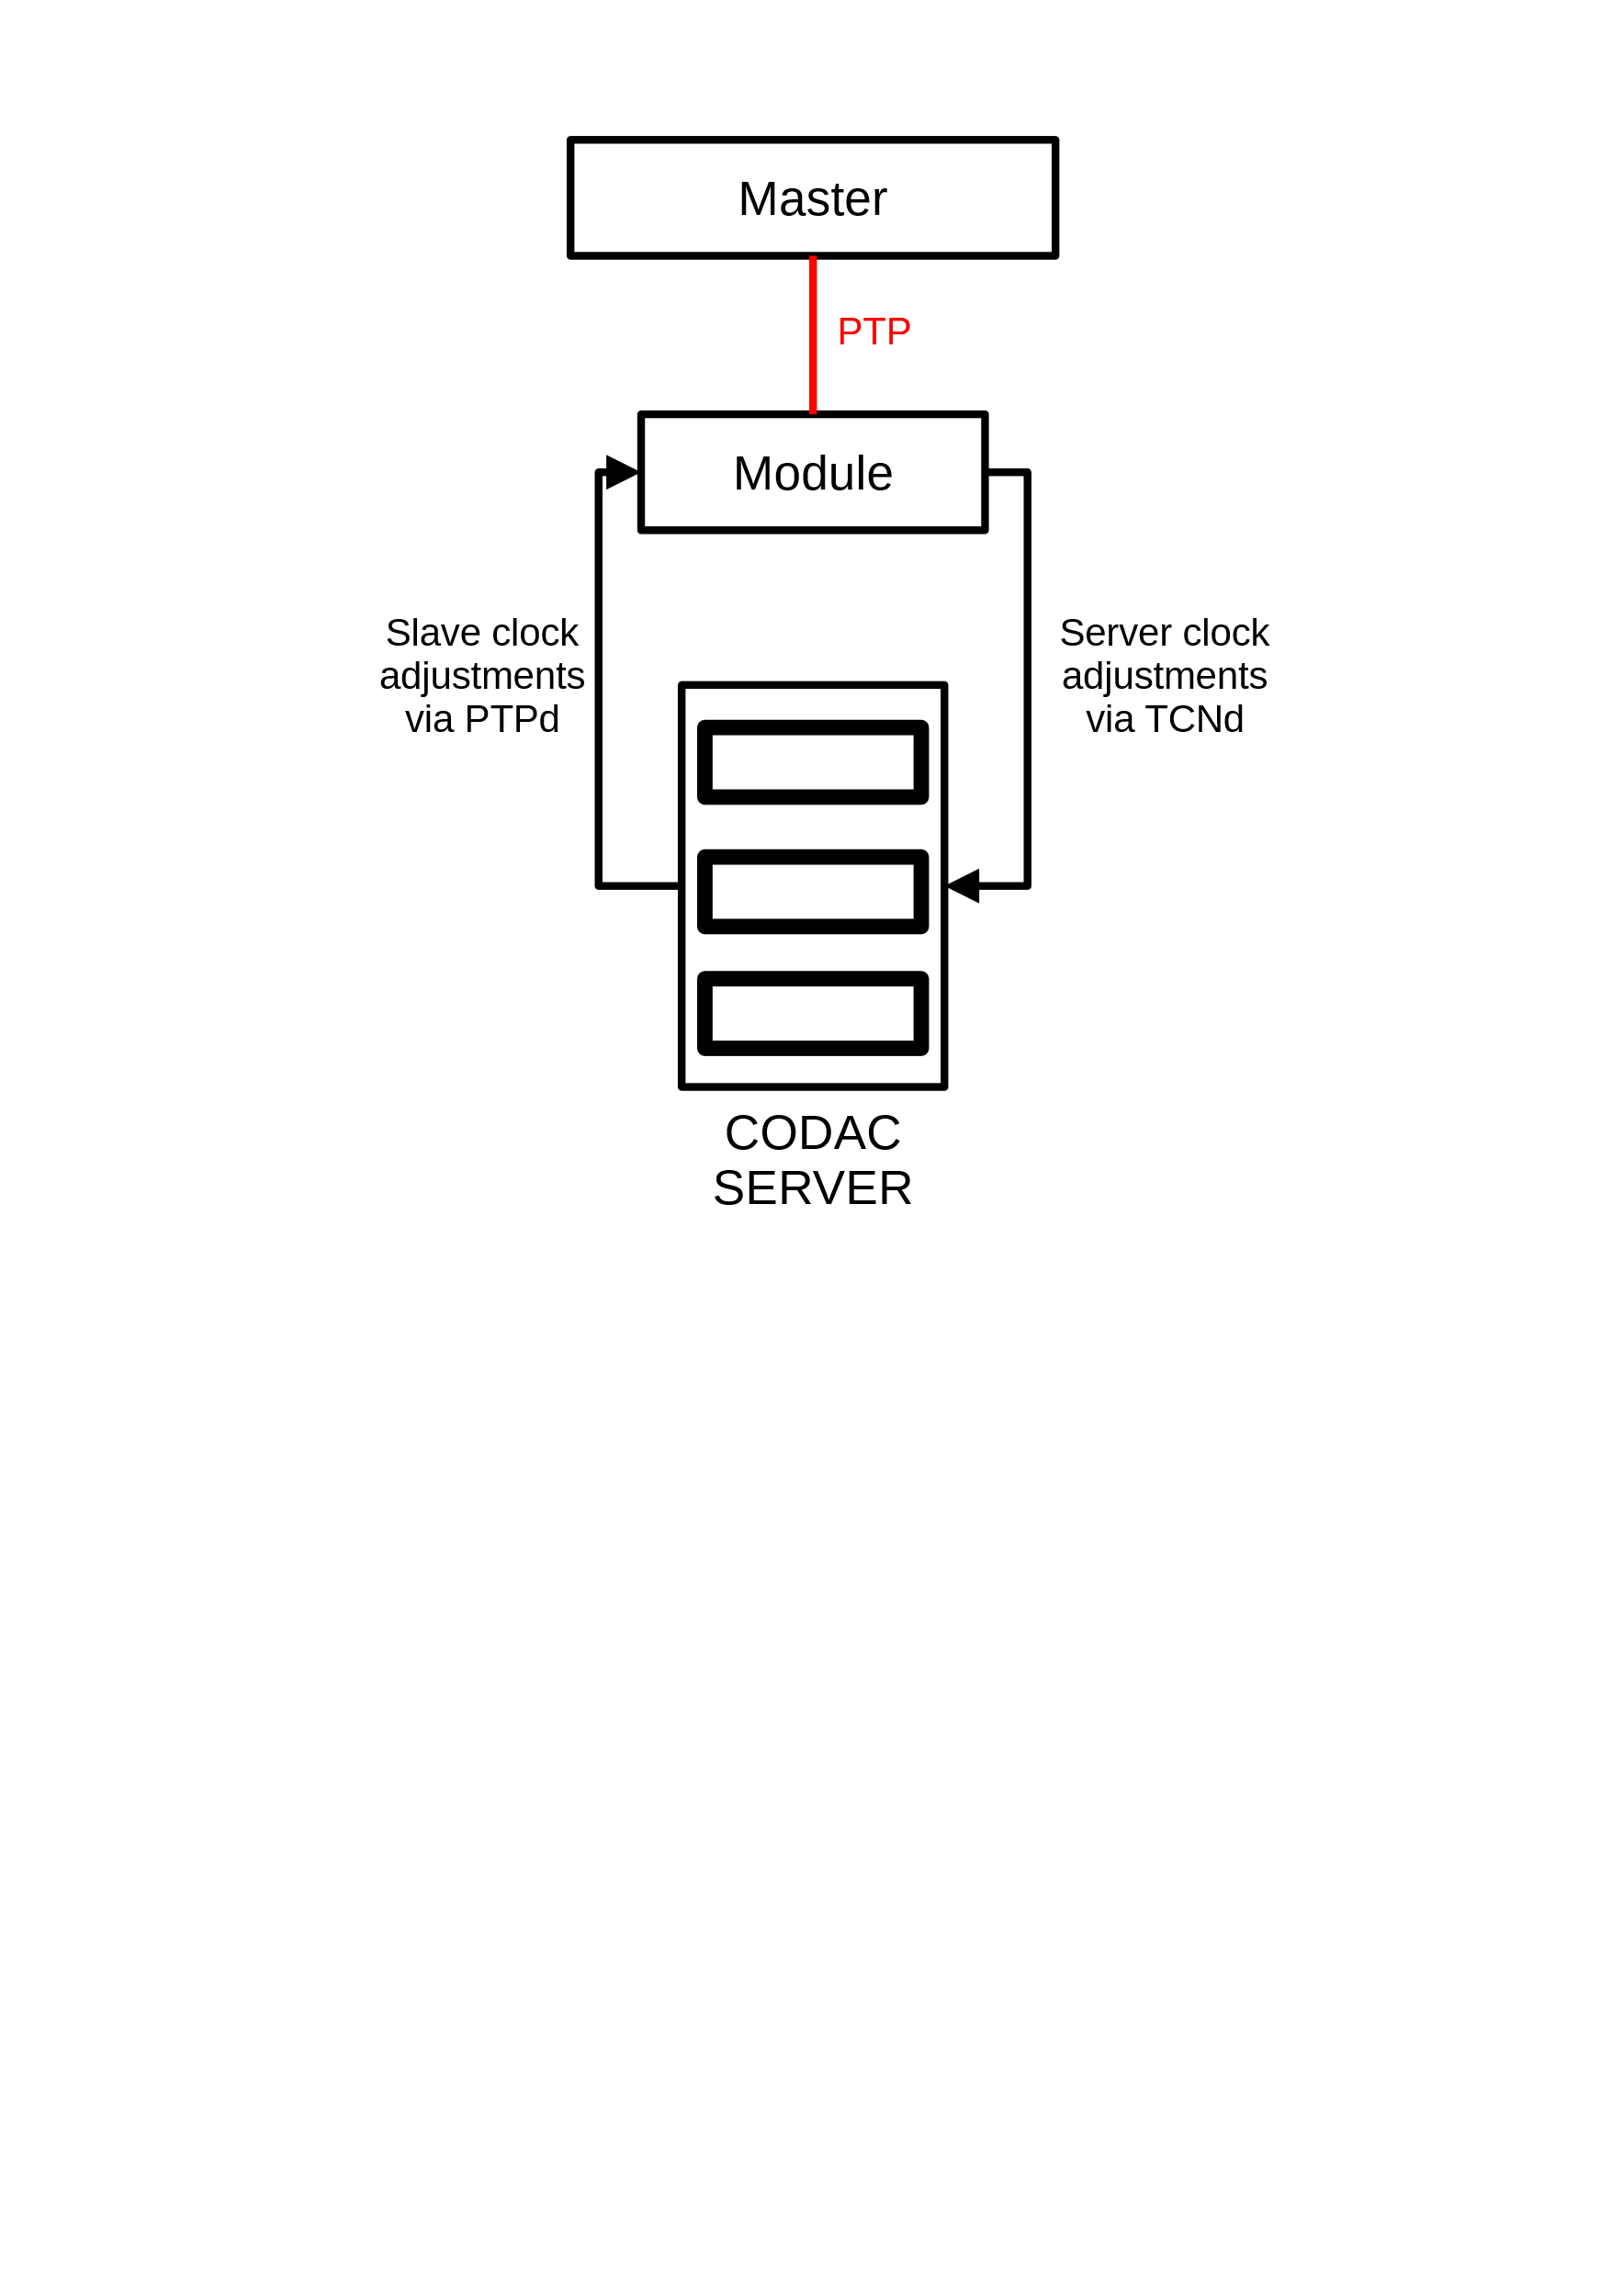 Master
PTP
Module
Slave clock
adjustments
via PTPd
Server clock
adjustments
via TCNd
CODAC
SERVER